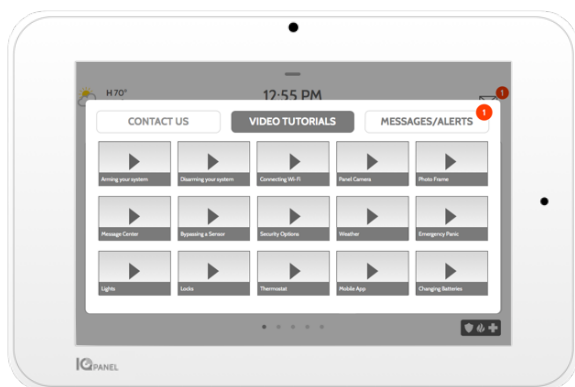 H 70°
12:55 PM
1
CONTACT US
VIDEO TUTORIALS
MESSAGES/ALERTS
1
Arming your system
Disarming your system
Connecting Wi-Fi
Panel Camera
Photo Frame
Message Center
Bypassing a Sensor
Security Options
Weather
Emergency Panic
Lights
Locks
Thermostat
Mobile App
Changing Batteries
IQPANEL